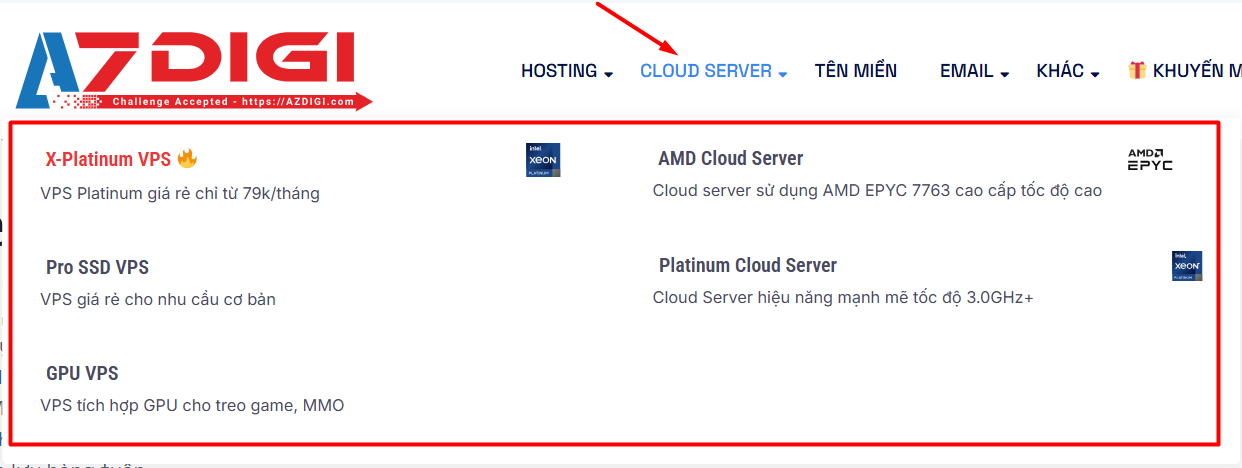 AZDIGI
Challenge Accepted - https://AZDIGI.com
HOSTING
CLOUD SERVER
TÊN MIỀN
EMAIL
KHÁC
KHUYẾN M
X-Platinum VPS
VPS Platinum giá rẻ chỉ từ 79k/tháng
intel
xeon
PLATINUM
AMD Cloud Server
Cloud server sử dụng AMD EPYC 7763 cao cấp tốc độ cao
AMD
EPYC
Pro SSD VPS
VPS giá rẻ cho nhu cầu cơ bản
Platinum Cloud Server
Cloud Server hiệu năng mạnh mẽ tốc độ 3.0GHz+
intel
xeon
PLATINUM
GPU VPS
VPS tích hợp GPU cho treo game, MMO